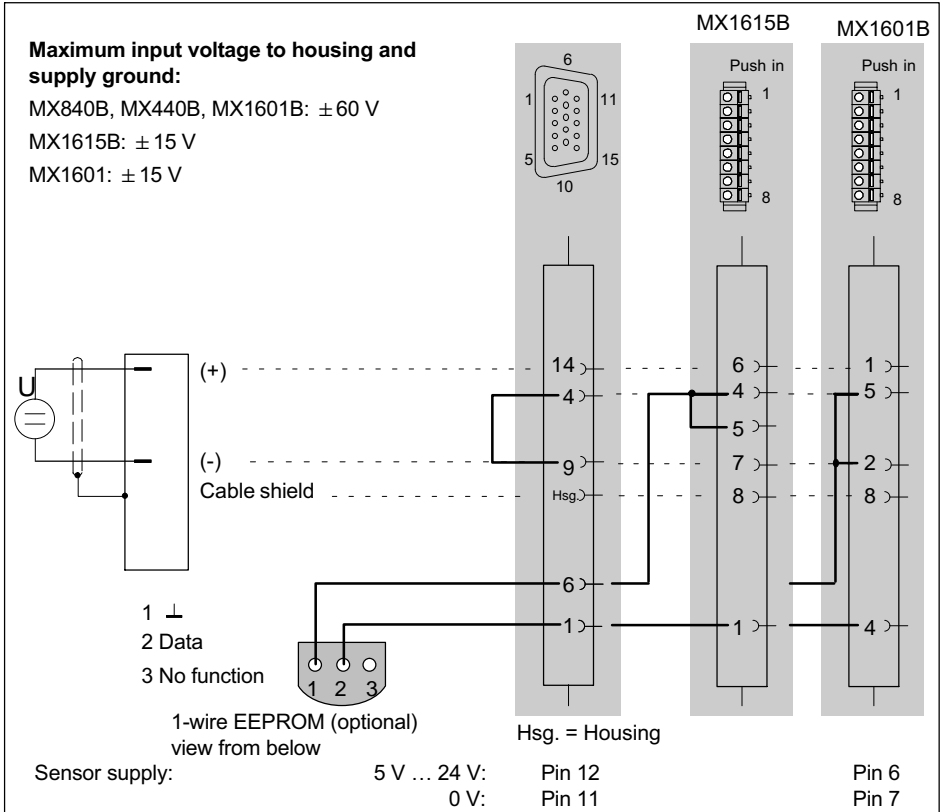 MX1615B MX1601B
Maximum input voltage to housing and
supply ground:
MX840B, MX440B, MX1601B: ±60 V
MX1615B: ±15 V
MX1601: ±15 V
6
1 11
5 15
10
Push in
1
8
Push in
1
8
U
(+) 14 6 1
4 4 5
5
(-) 9 7 2
Cable shield Hsg. 8 8
6
1 1 4
1 ⊥
2 Data
3 No function
1 2 3
1-wire EEPROM (optional)
view from below
Hsg. = Housing
Sensor supply: 5 V … 24 V: Pin 12 Pin 6
0 V: Pin 11 Pin 7